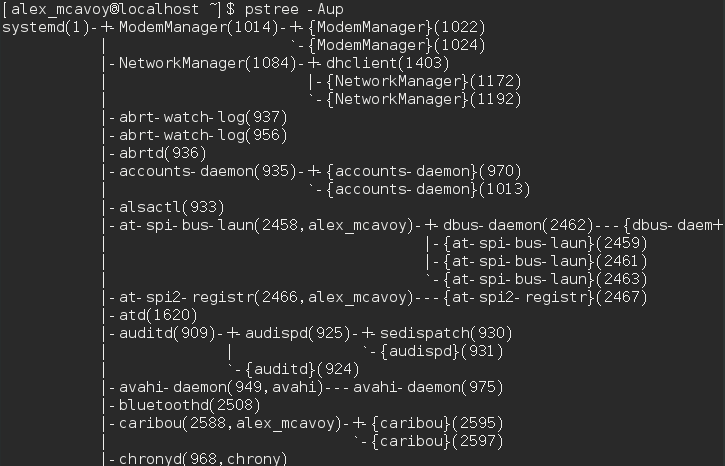 [alex_mcavoy@localhost ~]$ pstree -Aup
systemd(1)-+-ModemManager(1014)-+-{ModemManager}(1022)
           |                    `-{ModemManager}(1024)
           |-NetworkManager(1084)-+-dhclient(1403)
           |                      |-{NetworkManager}(1172)
           |                      `-{NetworkManager}(1192)
           |-abrt-watch-log(937)
           |-abrt-watch-log(956)
           |-abrtd(936)
           |-accounts-daemon(935)-+-{accounts-daemon}(970)
           |                      `-{accounts-daemon}(1013)
           |-alsactl(933)
           |-at-spi-bus-laun(2458,alex_mcavoy)-+-dbus-daemon(2462)---{dbus-daem+
           |                                   |-{at-spi-bus-laun}(2459)
           |                                   |-{at-spi-bus-laun}(2461)
           |                                   `-{at-spi-bus-laun}(2463)
           |-at-spi2-registr(2466,alex_mcavoy)---{at-spi2-registr}(2467)
           |-atd(1620)
           |-auditd(909)-+-audispd(925)-+-sedispatch(930)
           |             |              `-{audispd}(931)
           |             `-{auditd}(924)
           |-avahi-daemon(949,avahi)---avahi-daemon(975)
           |-bluetoothd(2508)
           |-caribou(2588,alex_mcavoy)-+-{caribou}(2595)
           |                           `-{caribou}(2597)
           |-chronyd(968,chrony)